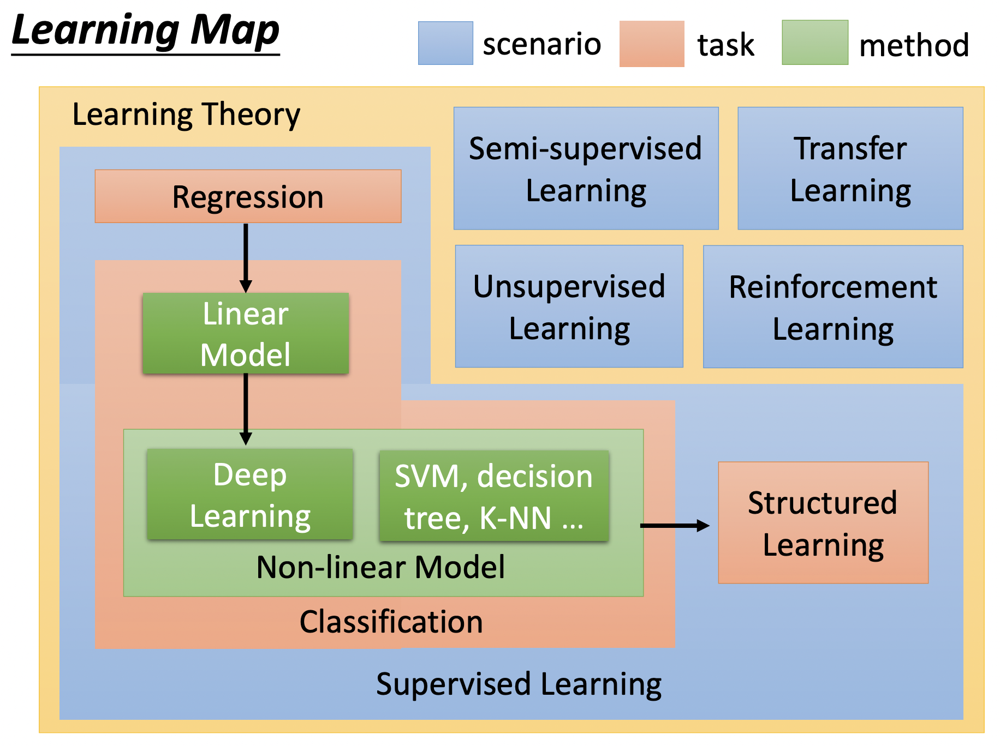 Learning Map
scenario
task
method
Learning Theory
Semi-supervised
Learning
Transfer
Learning
Regression
Unsupervised
Learning
Reinforcement
Learning
Linear
Model
Deep
Learning
SVM, decision
tree, K-NN ...
Structured
Learning
Non-linear Model
Classification
Supervised Learning